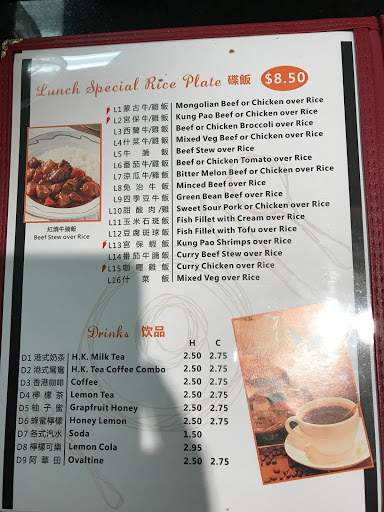 Lunch Special Rice Plate 碟飯 $8.50
L1 蒙古牛/雞飯 Mongolian Beef or Chicken over Rice
L2 宮保牛/雞飯 Kung Pao Beef or Chicken over Rice
L3 西蘭牛/雞飯 Beef or Chicken Broccoli over Rice
L4 什菜牛/雞飯 Mixed Veg Beef or Chicken over Rice
L5 牛腩飯 Beef Stew over Rice
L6 番茄牛/雞飯 Beef or Chicken Tomato over Rice
L7 涼瓜牛/雞飯 Bitter Melon Beef or Chicken over Rice
L8 免治牛飯 Minced Beef over Rice
L9 四季豆牛飯 Green Bean Beef over Rice
L10 甜酸肉/雞 Sweet Sour Pork or Chicken over Rice
L11 玉米石斑飯 Fish Fillet with Cream over Rice
L12 豆腐斑球飯 Fish Fillet with Tofu over Rice
L13 宮保蝦飯 Kung Pao Shrimps over Rice
L14 番茄牛腩飯 Curry Beef Stew over Rice
L15 咖喱雞飯 Curry Chicken over Rice
L16 什菜飯 Mixed Veg over Rice
紅燒牛腩飯
Beef Stew over Rice
Drinks 饮品 H C
D1 港式奶茶 H.K. Milk Tea 2.50 2.75
D2 港式鴛鴦 H.K. Tea Coffee Combo 2.50 2.75
D3 香港咖啡 Coffee 2.50 2.75
D4 檸檬茶 Lemon Tea 2.50 2.75
D5 柚子蜜 Grapfruit Honey 2.50 2.75
D6 蜂蜜檸檬 Honey Lemon 2.50 2.75
D7 各式汽水 Soda 1.50
D8 檸檬可樂 Lemon Cola 2.95
D9 阿華田 Ovaltine 2.50 2.75